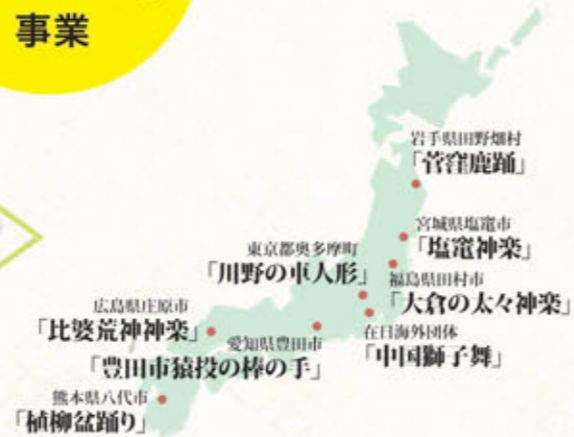 事業
岩手県田野畑村
「菅窪鹿踊」
宮城県塩竈市
「塩竈神楽」
東京都奥多摩町
「川野の車人形」
福島県田村市
「大倉の太々神楽」
広島県庄原市
「比婆荒神神楽」
愛知県豊田市
「豊田市猿投の棒の手」
在日海外団体
「中国獅子舞」
熊本県八代市
「植柳盆踊り」